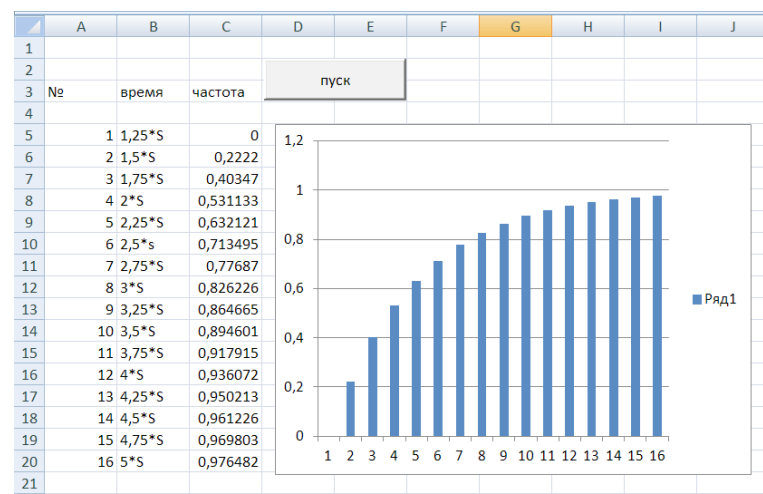 A B C D E F G H I J
1
2
пуск
3 № время частота
4
5 1 1,25*S 0
6 2 1,5*S 0,2222
7 3 1,75*S 0,40347
8 4 2*S 0,531133
9 5 2,25*S 0,632121
10 6 2,5*s 0,713495
11 7 2,75*S 0,77687
12 8 3*S 0,826226
13 9 3,25*S 0,864665
14 10 3,5*S 0,894601
15 11 3,75*S 0,917915
16 12 4*S 0,936072
17 13 4,25*S 0,950213
18 14 4,5*S 0,961226
19 15 4,75*S 0,969803
20 16 5*S 0,976482
21
1,2
1
0,8
0,6
0,4
0,2
0
1 2 3 4 5 6 7 8 9 10 11 12 13 14 15 16
Ряд1